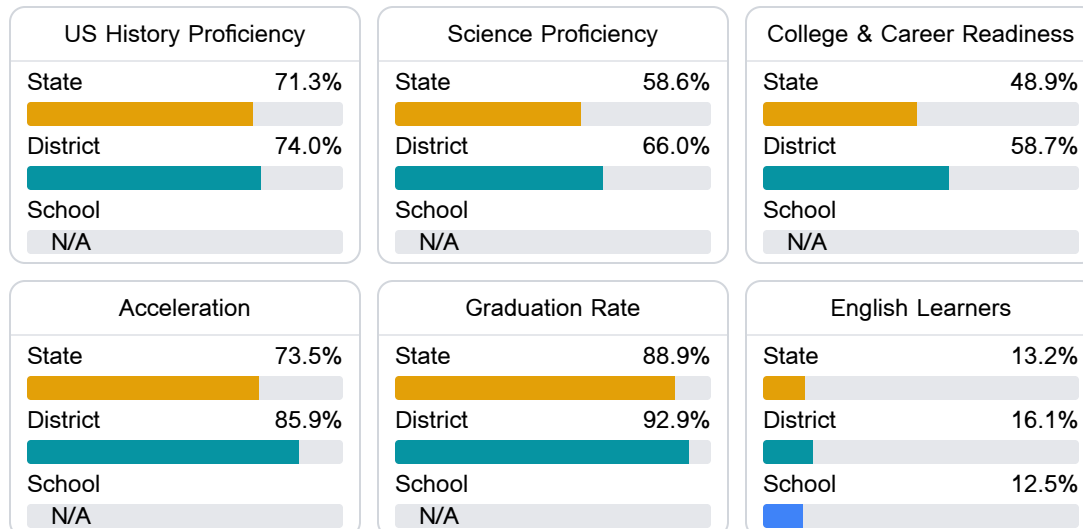 US History Proficiency
State 71.3%
District 74.0%
School
N/A
Science Proficiency
State 58.6%
District 66.0%
School
N/A
College & Career Readiness
State 48.9%
District 58.7%
School
N/A
Acceleration
State 73.5%
District 85.9%
School
N/A
Graduation Rate
State 88.9%
District 92.9%
School
N/A
English Learners
State 13.2%
District 16.1%
School 12.5%